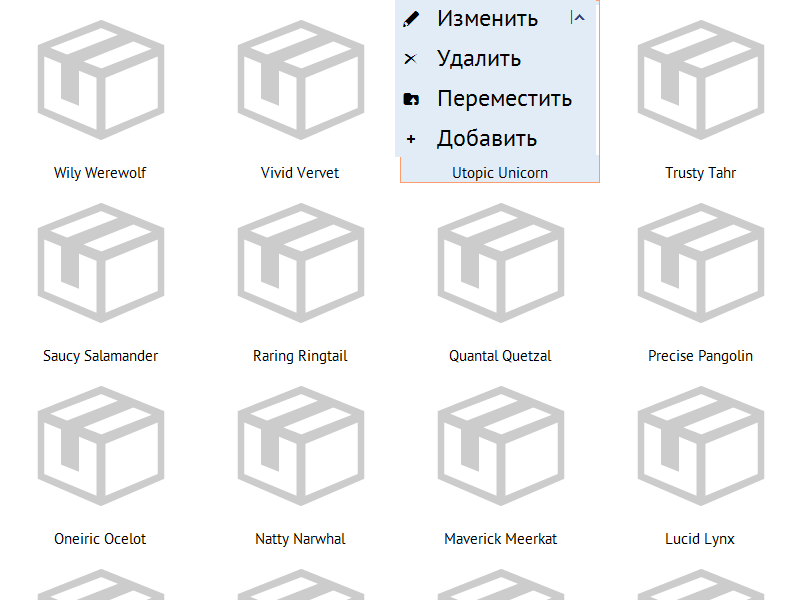 Изменить
Удалить
Переместить
Добавить
Wily Werewolf
Vivid Vervet
Utopic Unicorn
Trusty Tahr
Saucy Salamander
Raring Ringtail
Quantal Quetzal
Precise Pangolin
Oneiric Ocelot
Natty Narwhal
Maverick Meerkat
Lucid Lynx